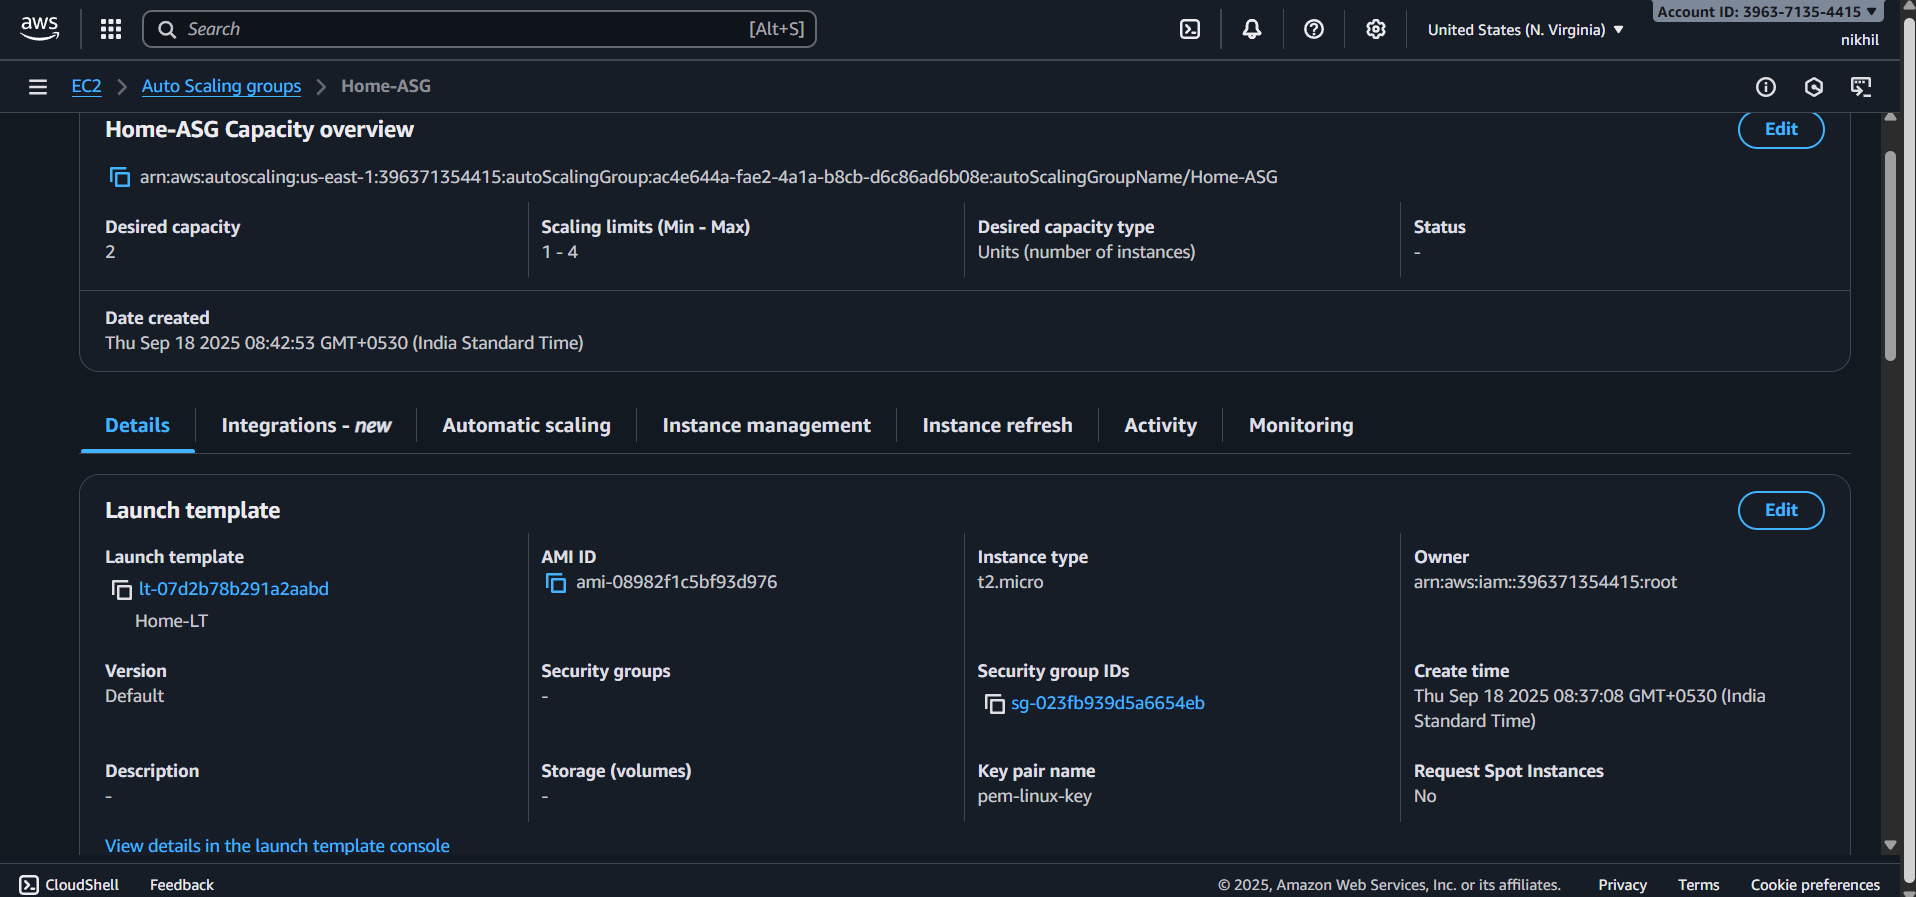 aws
Search [Alt+S]
United States (N. Virginia)
Account ID: 3963-7135-4415
nikhil
EC2 > Auto Scaling groups > Home-ASG
Home-ASG Capacity overview
Edit
arn:aws:autoscaling:us-east-1:396371354415:autoScalingGroup:ac4e644a-fae2-4a1a-b8cb-d6c86ad6b08e:autoScalingGroupName/Home-ASG
Desired capacity
2
Scaling limits (Min - Max)
1 - 4
Desired capacity type
Units (number of instances)
Status
-
Date created
Thu Sep 18 2025 08:42:53 GMT+0530 (India Standard Time)
Details
Integrations - new
Automatic scaling
Instance management
Instance refresh
Activity
Monitoring
Launch template
Edit
Launch template
lt-07d2b78b291a2aabd
Home-LT
AMI ID
ami-08982f1c5bf93d976
Instance type
t2.micro
Owner
arn:aws:iam::396371354415:root
Version
Default
Security groups
-
Security group IDs
sg-023fb939d5a6654eb
Create time
Thu Sep 18 2025 08:37:08 GMT+0530 (India
Standard Time)
Description
-
Storage (volumes)
-
Key pair name
pem-linux-key
Request Spot Instances
No
View details in the launch template console
CloudShell
Feedback
© 2025, Amazon Web Services, Inc. or its affiliates.
Privacy
Terms
Cookie preferences